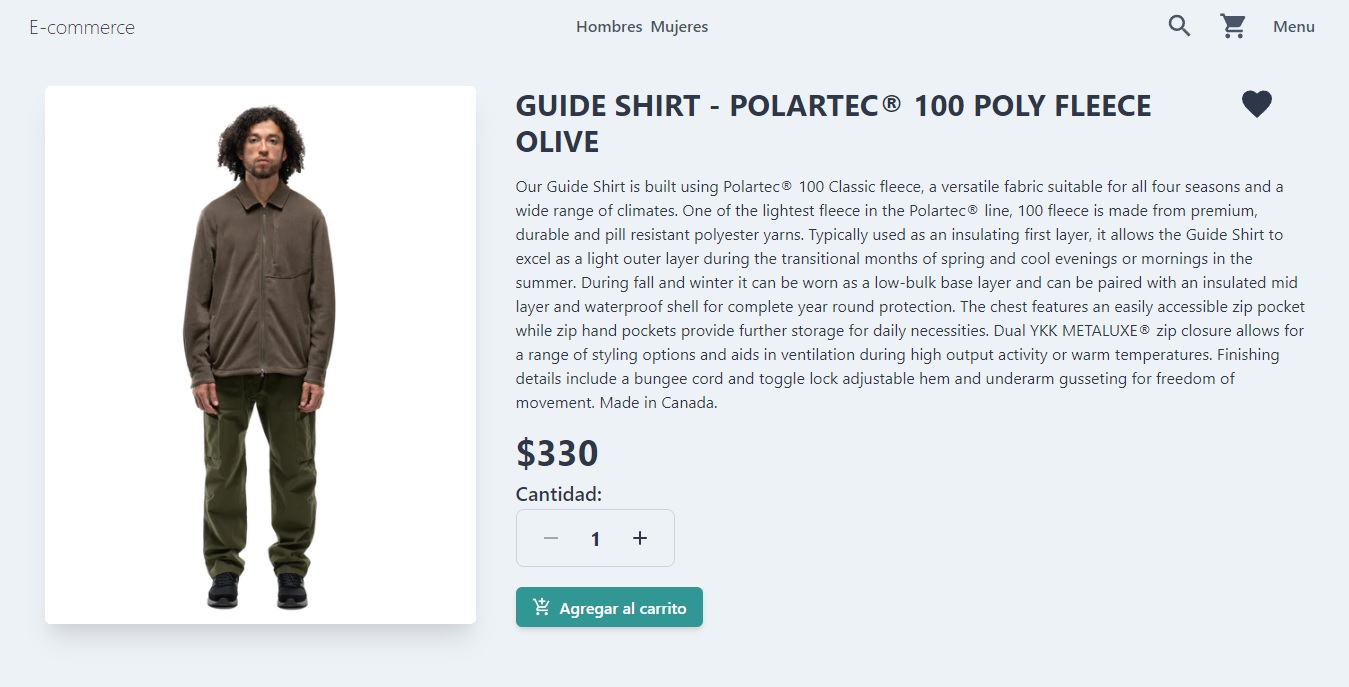 E-commerce
Hombres Mujeres
Menu
GUIDE SHIRT - POLARTEC® 100 POLY FLEECE
OLIVE
Our Guide Shirt is built using Polartec® 100 Classic fleece, a versatile fabric suitable for all four seasons and a
wide range of climates. One of the lightest fleece in the Polartec® line, 100 fleece is made from premium,
durable and pill resistant polyester yarns. Typically used as an insulating first layer, it allows the Guide Shirt to
excel as a light outer layer during the transitional months of spring and cool evenings or mornings in the
summer. During fall and winter it can be worn as a low-bulk base layer and can be paired with an insulated mid
layer and waterproof shell for complete year round protection. The chest features an easily accessible zip pocket
while zip hand pockets provide further storage for daily necessities. Dual YKK METALUXE® zip closure allows for
a range of styling options and aids in ventilation during high output activity or warm temperatures. Finishing
details include a bungee cord and toggle lock adjustable hem and underarm gusseting for freedom of
movement. Made in Canada.
$330
Cantidad:
− 1 +
Agregar al carrito